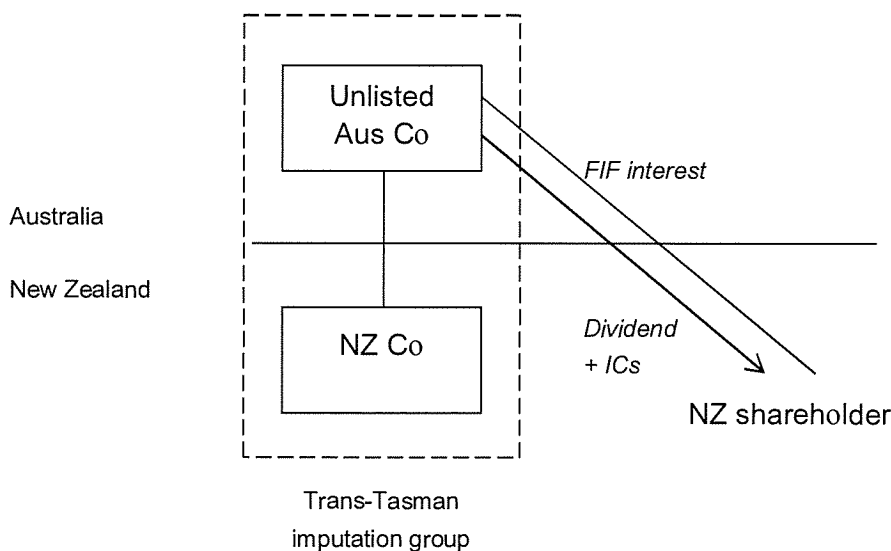 Unlisted
Aus Co
FIF interest
Australia
New Zealand
NZ Co
Dividend
+ ICs
NZ shareholder
Trans-Tasman
imputation group